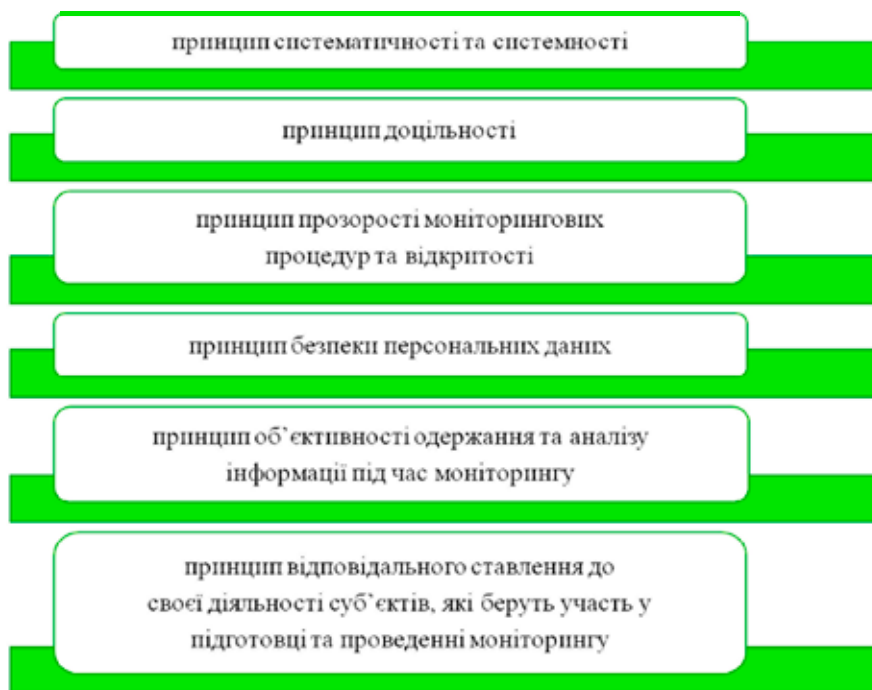 принцип систематичності та системності
принцип доцільності
принцип прозорості моніторингових
процедур та відкритості
принцип безпеки персональних даних
принцип об`єктивності одержання та аналізу
інформації під час моніторингу
принцип відповідального ставлення до
своєї діяльності суб`єктів, які беруть участь у
підготовці та проведенні моніторингу